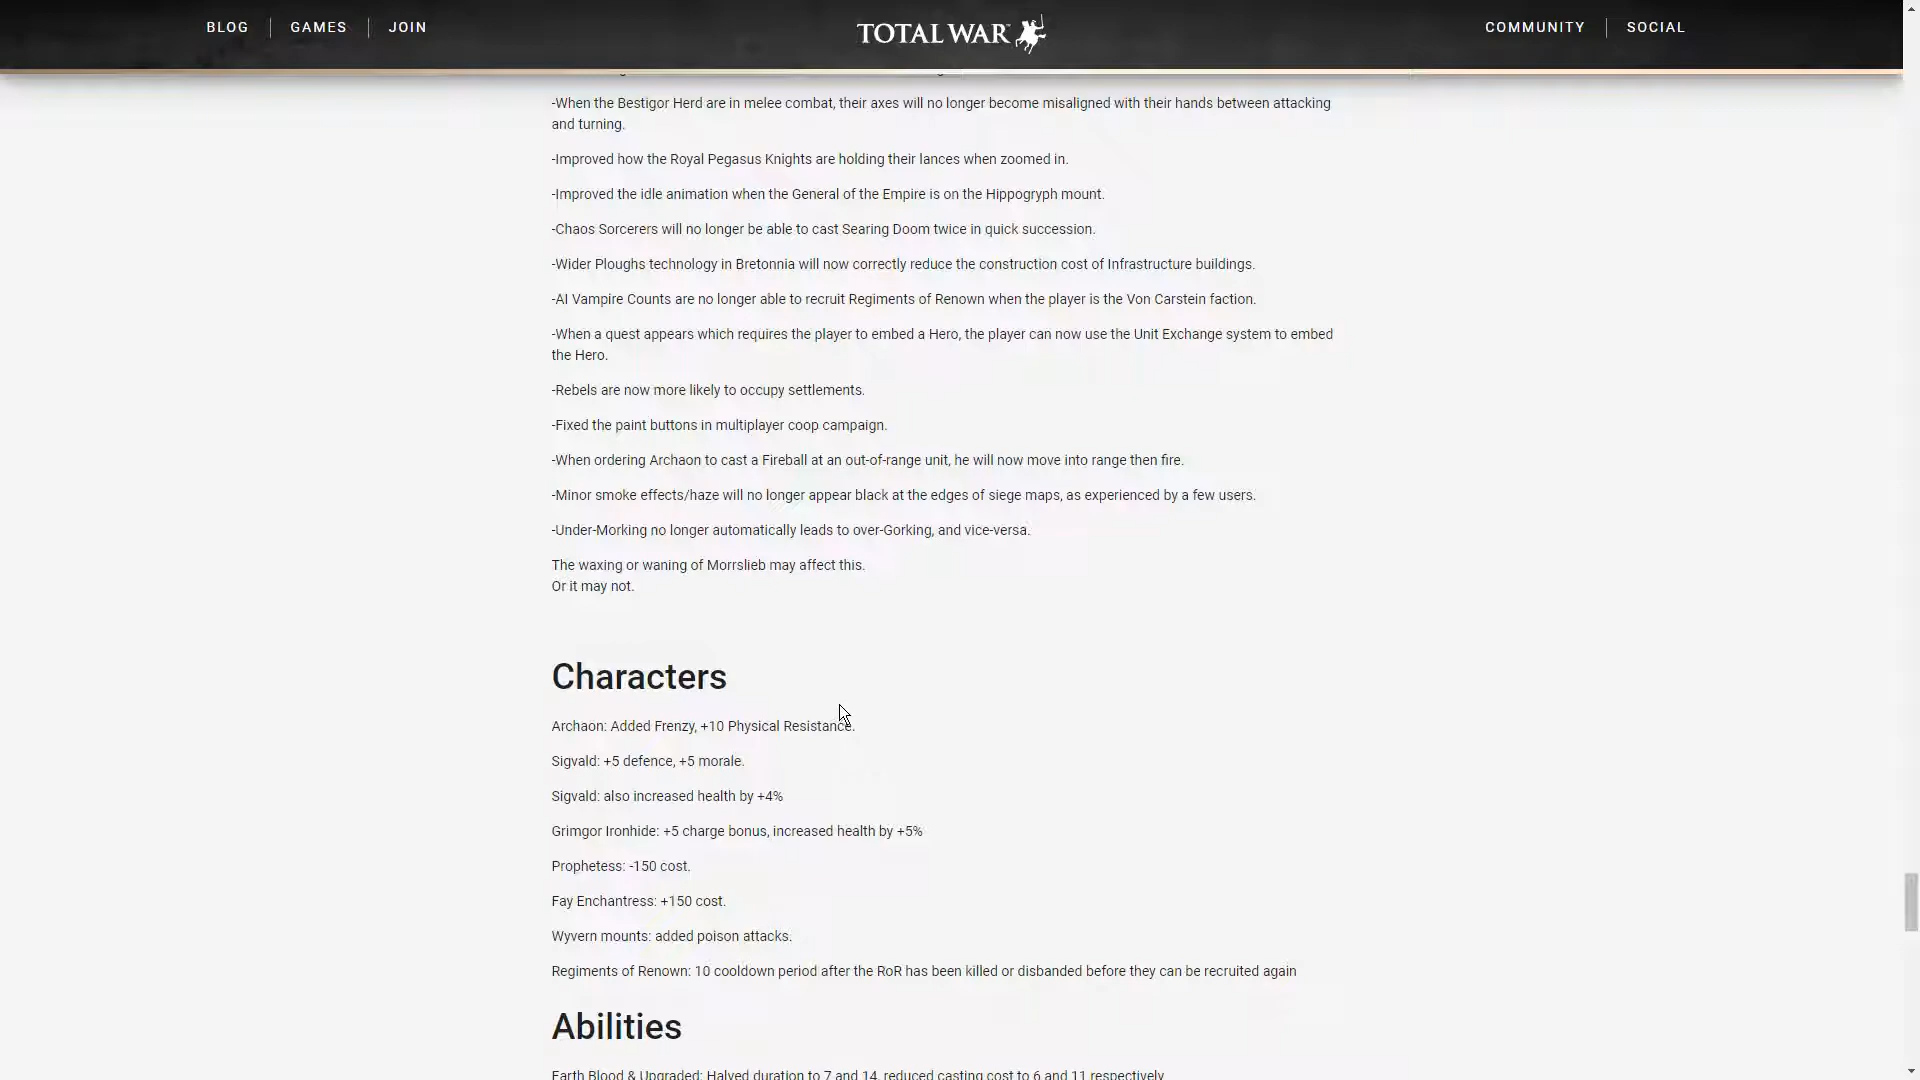 BLOG
GAMES
JOIN
TOTAL WAR
COMMUNITY
SOCIAL
-When the Bestigor Herd are in melee combat, their axes will no longer become misaligned with their hands between attacking
and turning.
-Improved how the Royal Pegasus Knights are holding their lances when zoomed in.
-Improved the idle animation when the General of the Empire is on the Hippogryph mount.
-Chaos Sorcerers will no longer be able to cast Searing Doom twice in quick succession.
-Wider Ploughs technology in Bretonnia will now correctly reduce the construction cost of Infrastructure buildings.
-AI Vampire Counts are no longer able to recruit Regiments of Renown when the player is the Von Carstein faction.
-When a quest appears which requires the player to embed a Hero, the player can now use the Unit Exchange system to embed
the Hero.
-Rebels are now more likely to occupy settlements.
-Fixed the paint buttons in multiplayer coop campaign.
-When ordering Archaon to cast a Fireball at an out-of-range unit, he will now move into range then fire.
-Minor smoke effects/haze will no longer appear black at the edges of siege maps, as experienced by a few users.
-Under-Morking no longer automatically leads to over-Gorking, and vice-versa.
The waxing or waning of Morrslieb may affect this.
Or it may not.
Characters
Archaon: Added Frenzy, +10 Physical Resistance.
Sigvald: +5 defence, +5 morale.
Sigvald: also increased health by +4%
Grimgor Ironhide: +5 charge bonus, increased health by +5%
Prophetess: -150 cost.
Fay Enchantress: +150 cost.
Wyvern mounts: added poison attacks.
Regiments of Renown: 10 cooldown period after the RoR has been killed or disbanded before they can be recruited again
Abilities
Earth Blood & Upgraded: Halved duration to 7 and 14, reduced casting cost to 6 and 11 respectively